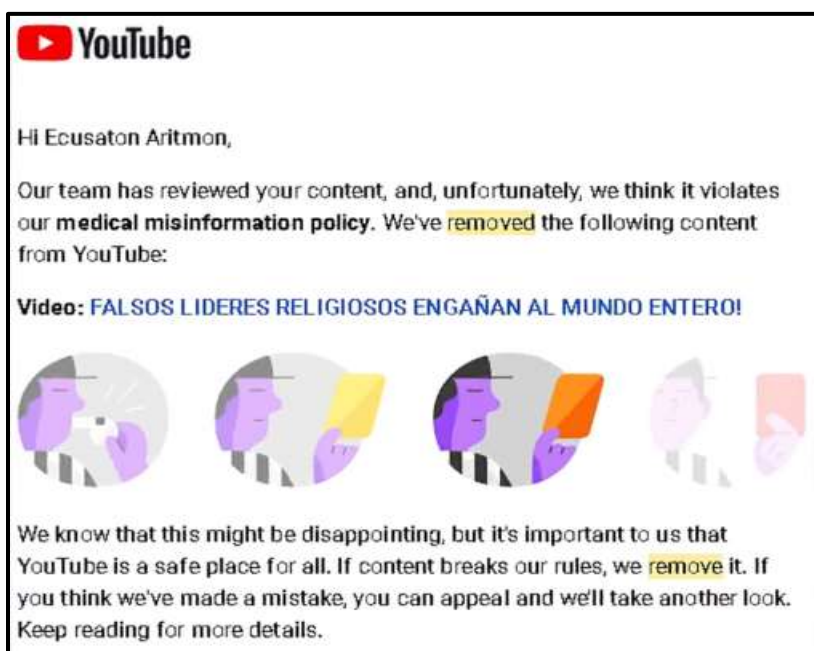 YouTube
Hi Ecusaton Aritmon,
Our team has reviewed your content, and, unfortunately, we think it violates
our medical misinformation policy. We've removed the following content
from YouTube:
Video: FALSOS LIDERES RELIGIOSOS ENGAÑAN AL MUNDO ENTERO!
We know that this might be disappointing, but it's important to us that
YouTube is a safe place for all. If content breaks our rules, we remove it. If
you think we've made a mistake, you can appeal and we'll take another look.
Keep reading for more details.